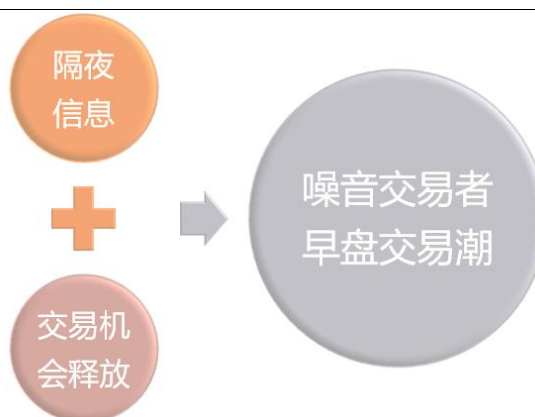 隔夜
信息
交易机
会释放
噪音交易者
早盘交易潮